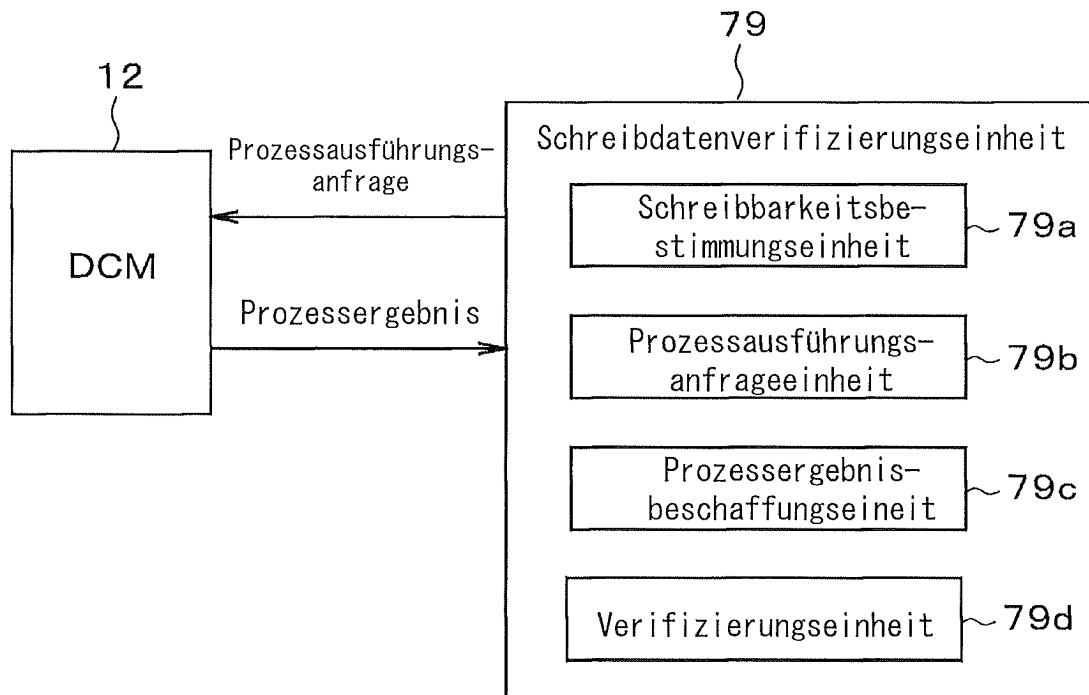 79
12
Schreibdatenverifizierungseinheit
Prozessausführungs-
anfrage
Schreibbarkeitsbe-
stimmungseinheit
79a
DCM
Prozessergebnis
Prozessausführungs-
anfrageeinheit
79b
Prozessergebnis-
beschaffungseineit
79c
Verifizierungseinheit
79d